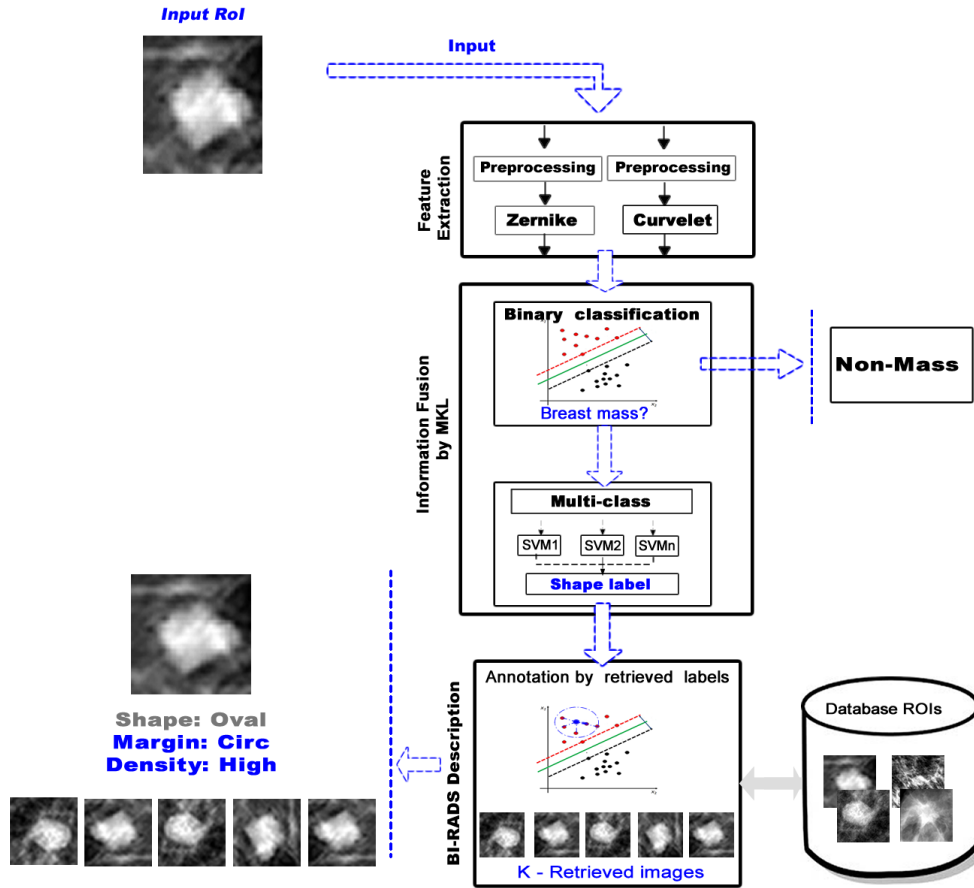 Input RoI
Input
Feature
Extraction
Preprocessing
Preprocessing
Zernike
Curvelet
Information Fusion
by MKL
Binary classification
Breast mass?
Non-Mass
Multi-class
SVM1
SVM2
SVMn
Shape label
Shape: Oval
Margin: Circ
Density: High
BI-RADS Description
Annotation by retrieved labels
K - Retrieved images
Database ROIs